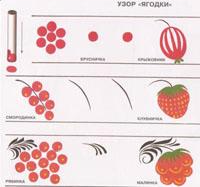 УЗОР «ЯГОДКИ»
БРУСНИЧКА КРЫЖОВНИК
СМОРОДИНКА КЛУБНИЧКА
РЯБИНКА МАЛИНКА